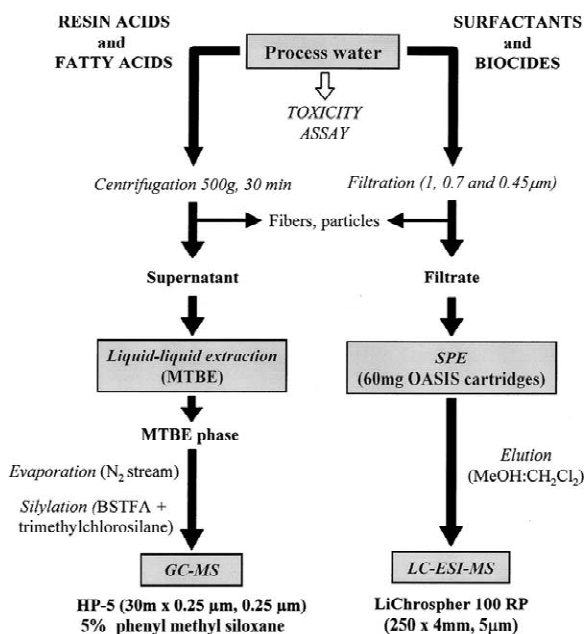 RESIN ACIDS
and
FATTY ACIDS
Process water
SURFACTANTS
and
BIOCIDES
TOXICITY
ASSAY
Centrifugation 500g, 30 min
Filtration (1, 0.7 and 0.45µm)
Fibers, particles
Supernatant
Filtrate
Liquid-liquid extraction
(MTBE)
SPE
(60mg OASIS cartridges)
MTBE phase
Evaporation (N₂ stream)
Silylation (BSTFA +
trimethylchlorosilane)
Elution
(MeOH:CH₂Cl₂)
GC-MS
LC-ESI-MS
HP-5 (30m x 0.25 µm, 0.25 µm)
5% phenyl methyl siloxane
LiChrospher 100 RP
(250 x 4mm, 5µm)